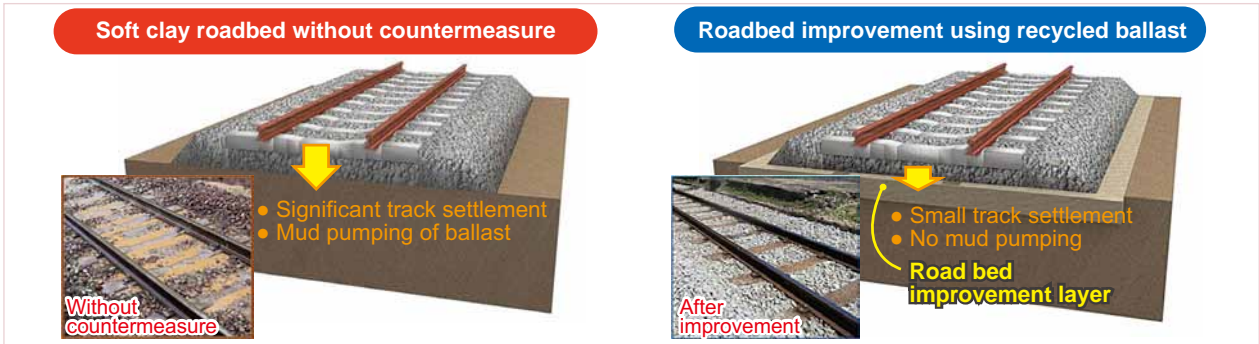 Soft clay roadbed without countermeasure
● Significant track settlement
● Mud pumping of ballast
Without
countermeasure
Roadbed improvement using recycled ballast
● Small track settlement
● No mud pumping
Road bed
improvement layer
After
improvement